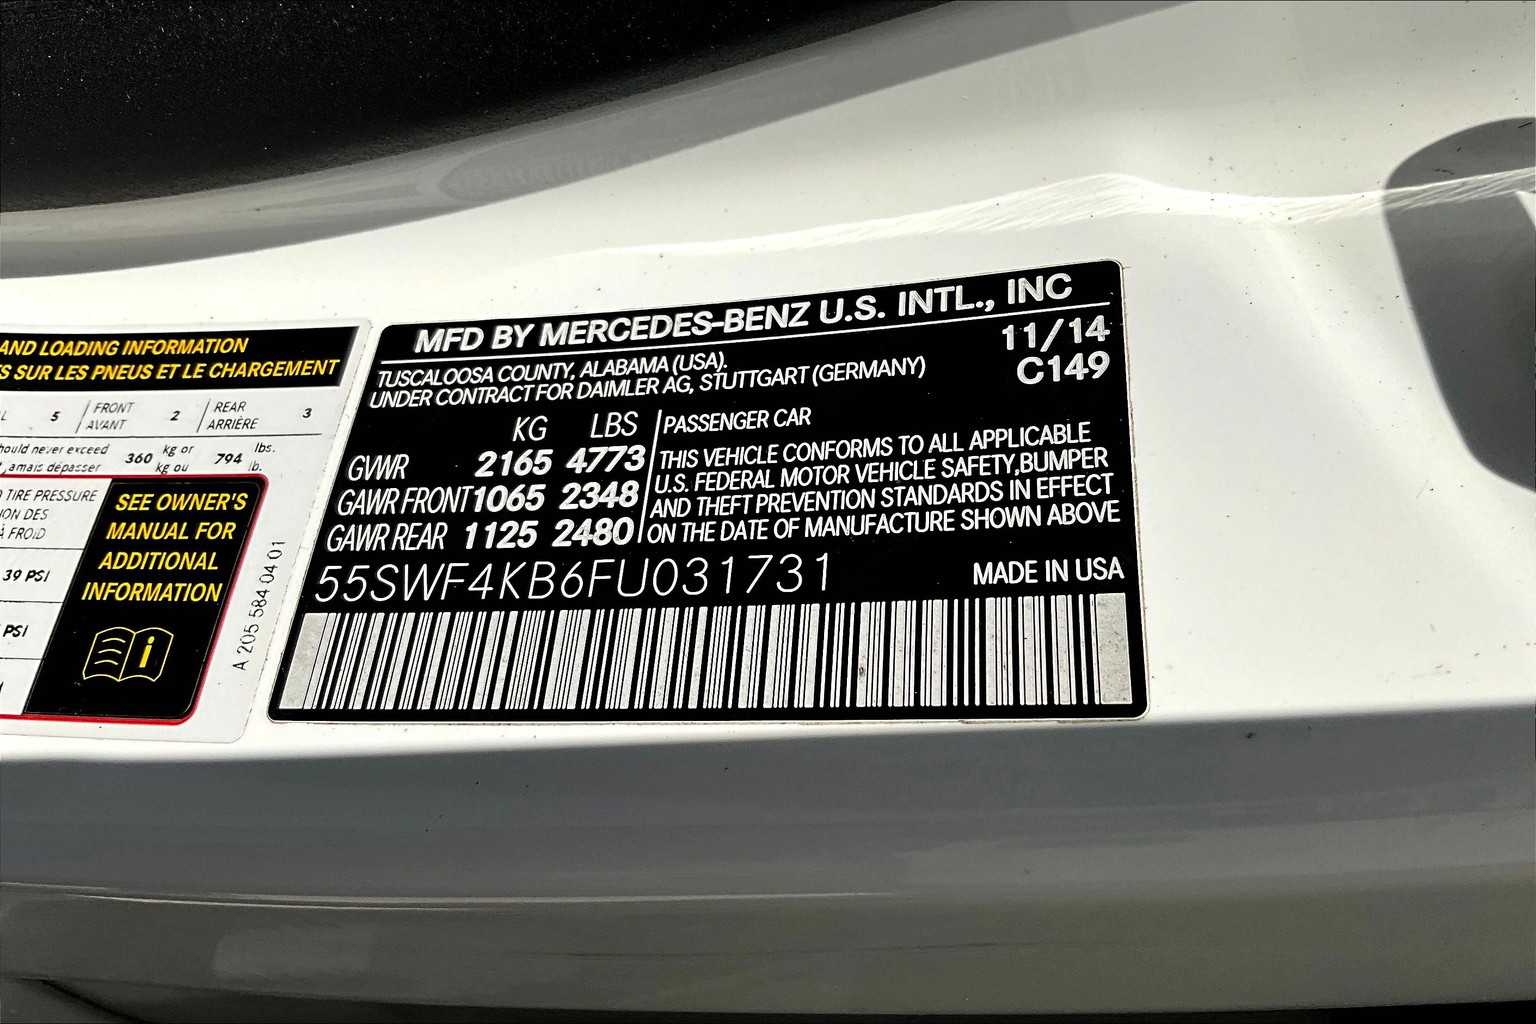 AND LOADING INFORMATION
SUR LES PNEUS ET LE CHARGEMENT
5 FRONT AVANT 2 REAR ARRIÈRE 3
never exceed 360 kg or 794 lbs.
jamais dépasser kg ou lb.
TIRE PRESSURE
DES
À FROID
39 PSI
PSI
SEE OWNER'S
MANUAL FOR
ADDITIONAL
INFORMATION
i
A 205 584 04 01
MFD BY MERCEDES-BENZ U.S. INTL., INC
TUSCALOOSA COUNTY, ALABAMA (USA). 11/14
UNDER CONTRACT FOR DAIMLER AG, STUTTGART (GERMANY) C149
KG LBS
GVWR 2165 4773
GAWR FRONT 1065 2348
GAWR REAR 1125 2480
PASSENGER CAR
THIS VEHICLE CONFORMS TO ALL APPLICABLE
U.S. FEDERAL MOTOR VEHICLE SAFETY,BUMPER
AND THEFT PREVENTION STANDARDS IN EFFECT
ON THE DATE OF MANUFACTURE SHOWN ABOVE
55SWF4KB6FU031731 MADE IN USA